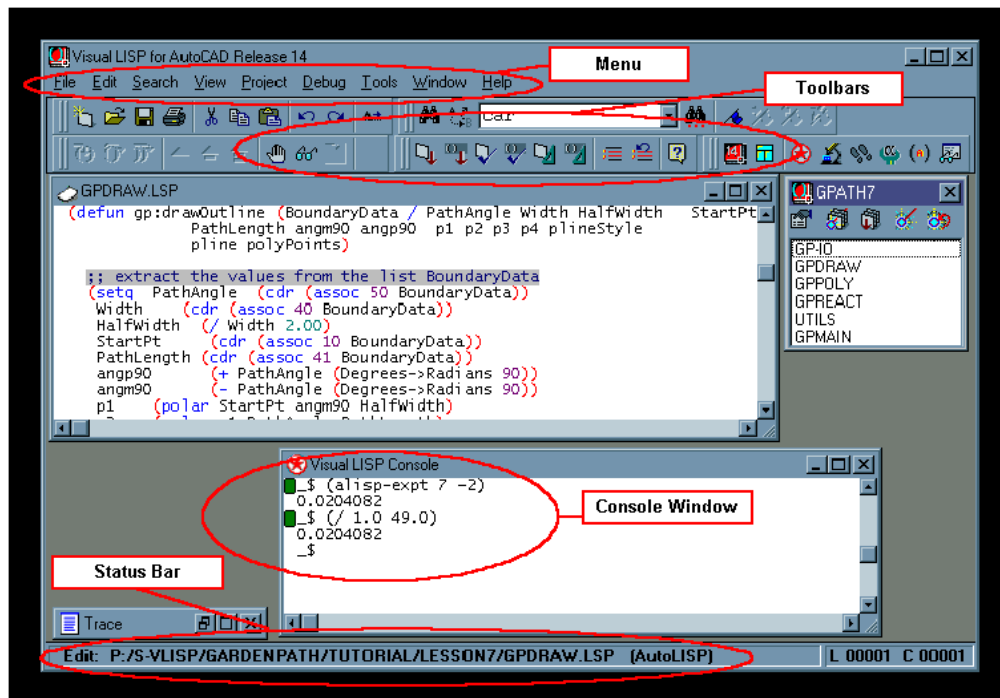 Visual LISP for AutoCAD Release 14
Menu
File Edit Search View Project Debug Tools Window Help
Toolbars
car
14
GPDRAW.LSP
(defun gp:drawOutline (BoundaryData / PathAngle Width HalfWidth StartPt
PathLength angm90 angp90 p1 p2 p3 p4 plineStyle
pline polyPoints)
;; extract the values from the list BoundaryData
(setq PathAngle (cdr (assoc 50 BoundaryData))
Width (cdr (assoc 40 BoundaryData))
HalfWidth (/ Width 2.00)
StartPt (cdr (assoc 10 BoundaryData))
PathLength (cdr (assoc 41 BoundaryData))
angp90 (+ PathAngle (Degrees->Radians 90))
angm90 (- PathAngle (Degrees->Radians 90))
p1 (polar StartPt angm90 HalfWidth)
GPATH7
GP-IO
GPDRAW
GPPOLY
GPREACT
UTILS
GPMAIN
Visual LISP Console
_$ (alisp-expt 7 -2)
0.0204082
_$ (/ 1.0 49.0)
0.0204082
_$
Console Window
Status Bar
Trace
Edit: P:/S-VLISP/GARDENPATH/TUTORIAL/LESSON7/GPDRAW.LSP (AutoLISP)
L 00001 C 00001